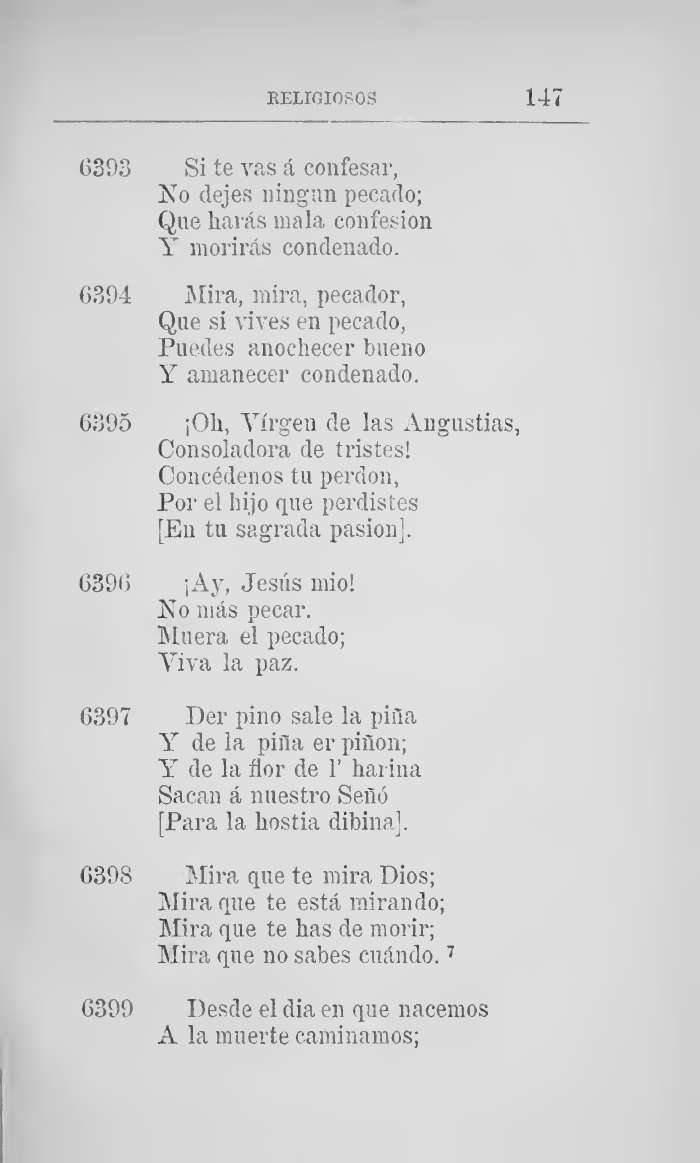 RELIGIOSOS 147
6393 Si te vas á confesar,
No dejes ningun pecado;
Que harás mala confesion
Y morirás condenado.
6394 Mira, mira, pecador,
Que si vives en pecado,
Puedes anochecer bueno
Y amanecer condenado.
6395 ¡Oh, Vírgen de las Angustias,
Consoladora de tristes!
Concédenos tu perdon,
Por el hijo que perdistes
[En tu sagrada pasion].
6396 ¡Ay, Jesús mio!
No más pecar.
Muera el pecado;
Viva la paz.
6397 Der pino sale la piña
Y de la piña er piñon;
Y de la flor de l' harina
Sacan á nuestro Señó
[Para la hostia dibina].
6398 Mira que te mira Dios;
Mira que te está mirando;
Mira que te has de morir;
Mira que no sabes cuándo. 7
6399 Desde el dia en que nacemos
A la muerte caminamos;